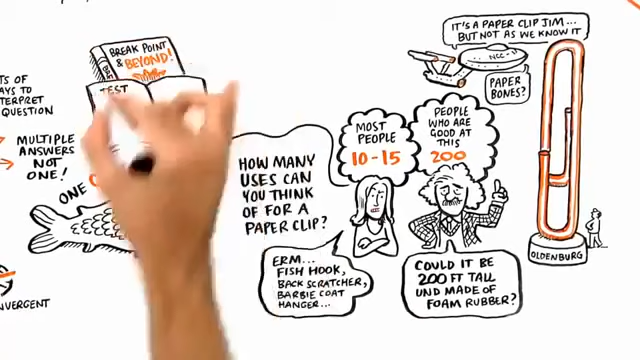 BREAK POINT
& BEYOND!
TEST
TS OF
AYS TO
TERPRET
QUESTION
MULTIPLE
ANSWERS
NOT
ONE!
ONE
VERGENT
HOW MANY
USES CAN
YOU THINK
OF FOR A
PAPER CLIP?
MOST
PEOPLE
10-15
PEOPLE
WHO ARE
GOOD AT
THIS
200
ERM...
FISH HOOK,
BACK SCRATCHER,
BARBIE COAT
HANGER...
COULD IT BE
200 FT TALL
UND MADE OF
FOAM RUBBER?
IT'S A PAPER CLIP JIM...
BUT NOT AS WE KNOW IT
NCC-1
PAPER
BONES?
OLDENBURG